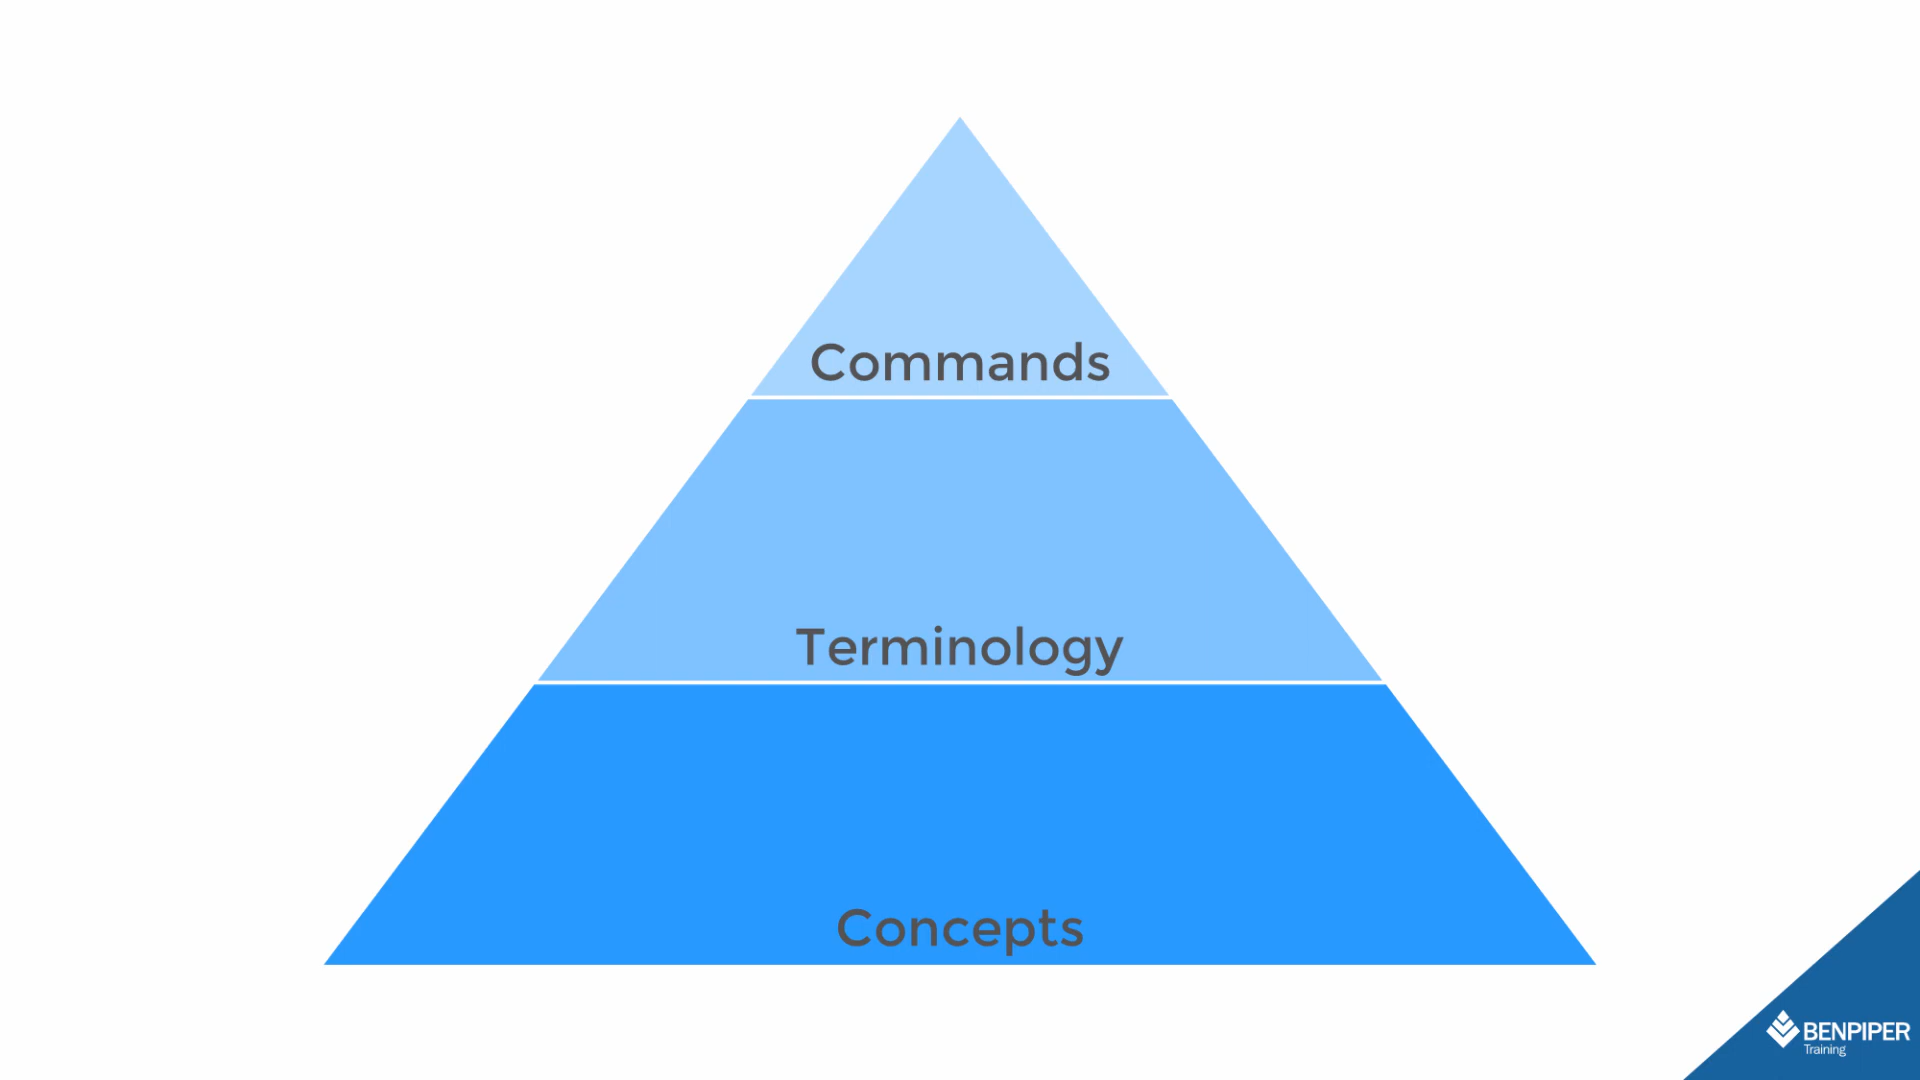 Commands
Terminology
Concepts
BENPIPER
Training